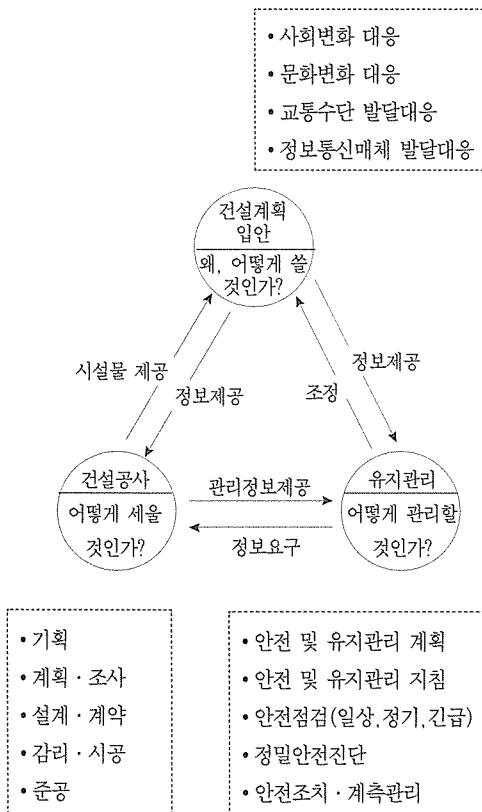 • 사회변화 대응
• 문화변화 대응
• 교통수단 발달대응
• 정보통신매체 발달대응
건설계획
입안
왜, 어떻게 쓸
것인가?
시설물 제공
정보제공
정보제공
조정
건설공사
어떻게 세울
것인가?
관리정보제공
정보요구
유지관리
어떻게 관리할
것인가?
• 기획
• 계획 · 조사
• 설계 · 계약
• 감리 · 시공
• 준공
• 안전 및 유지관리 계획
• 안전 및 유지관리 지침
• 안전점검(일상,정기,긴급)
• 정밀안전진단
• 안전조치 · 계측관리